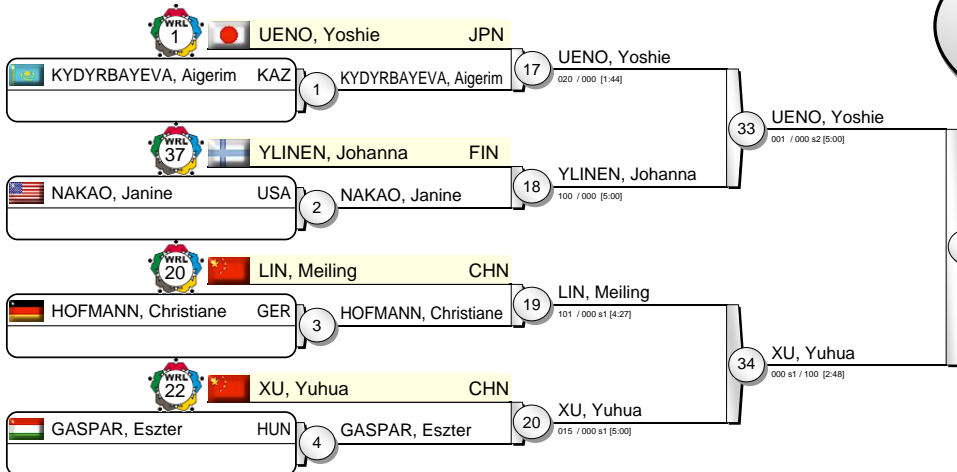 WRL
1
UENO, Yoshie JPN
KYDYRBAYEVA, Aigerim KAZ
1
KYDYRBAYEVA, Aigerim
17
UENO, Yoshie
020 / 000 [1:44]
WRL
37
YLINEN, Johanna FIN
NAKAO, Janine USA
2
NAKAO, Janine
18
YLINEN, Johanna
100 / 000 [5:00]
33
UENO, Yoshie
001 / 000 s2 [5:00]
WRL
20
LIN, Meiling CHN
HOFMANN, Christiane GER
3
HOFMANN, Christiane
19
LIN, Meiling
101 / 000 s1 [4:27]
WRL
22
XU, Yuhua CHN
GASPAR, Eszter HUN
4
GASPAR, Eszter
20
XU, Yuhua
015 / 000 s1 [5:00]
34
XU, Yuhua
000 s1 / 100 [2:48]